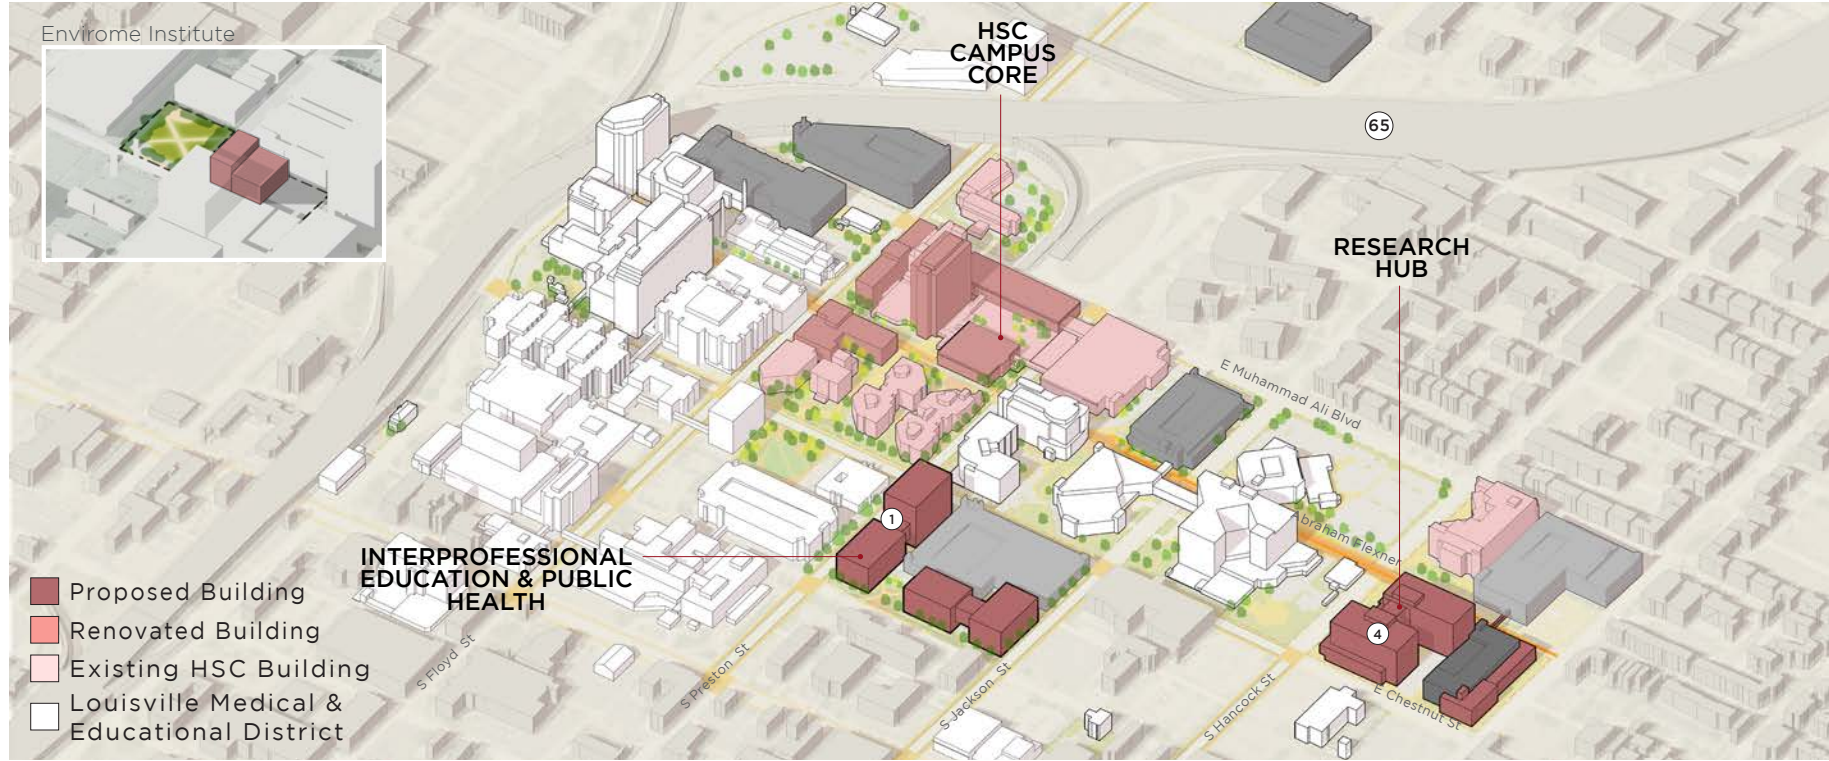 Envirome Institute
HSC
CAMPUS
CORE
65
RESEARCH
HUB
E Muhammad Ali Blvd
1
braham Flexner
INTERPROFESSIONAL
EDUCATION & PUBLIC
HEALTH
4
Proposed Building
Renovated Building
Existing HSC Building
Louisville Medical &
Educational District
S Floyd St
S Preston St
S Jackson St
S Hancock St
E Chestnut St